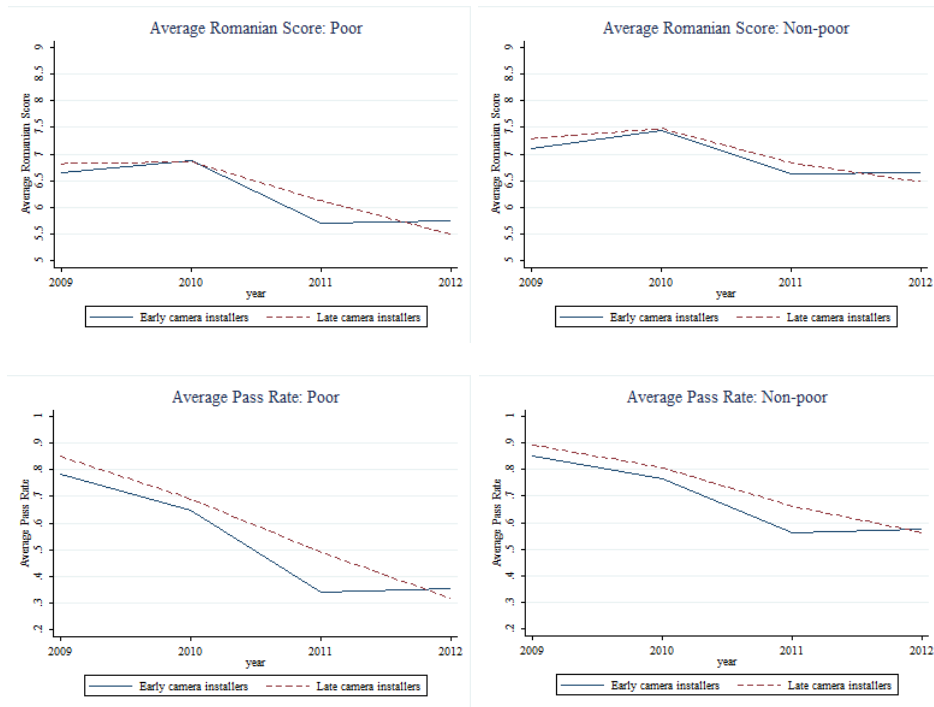 Average Romanian Score: Poor
Average Romanian Score
9
8.5
8
7.5
7
6.5
6
5.5
5
2009 2010 2011 2012
year
Early camera installers Late camera installers
Average Romanian Score: Non-poor
Average Romanian Score
9
8.5
8
7.5
7
6.5
6
5.5
5
2009 2010 2011 2012
year
Early camera installers Late camera installers
Average Pass Rate: Poor
Average Pass Rate
1
.9
.8
.7
.6
.5
.4
.3
.2
2009 2010 2011 2012
year
Early camera installers Late camera installers
Average Pass Rate: Non-poor
Average Pass Rate
1
.9
.8
.7
.6
.5
.4
.3
.2
2009 2010 2011 2012
year
Early camera installers Late camera installers